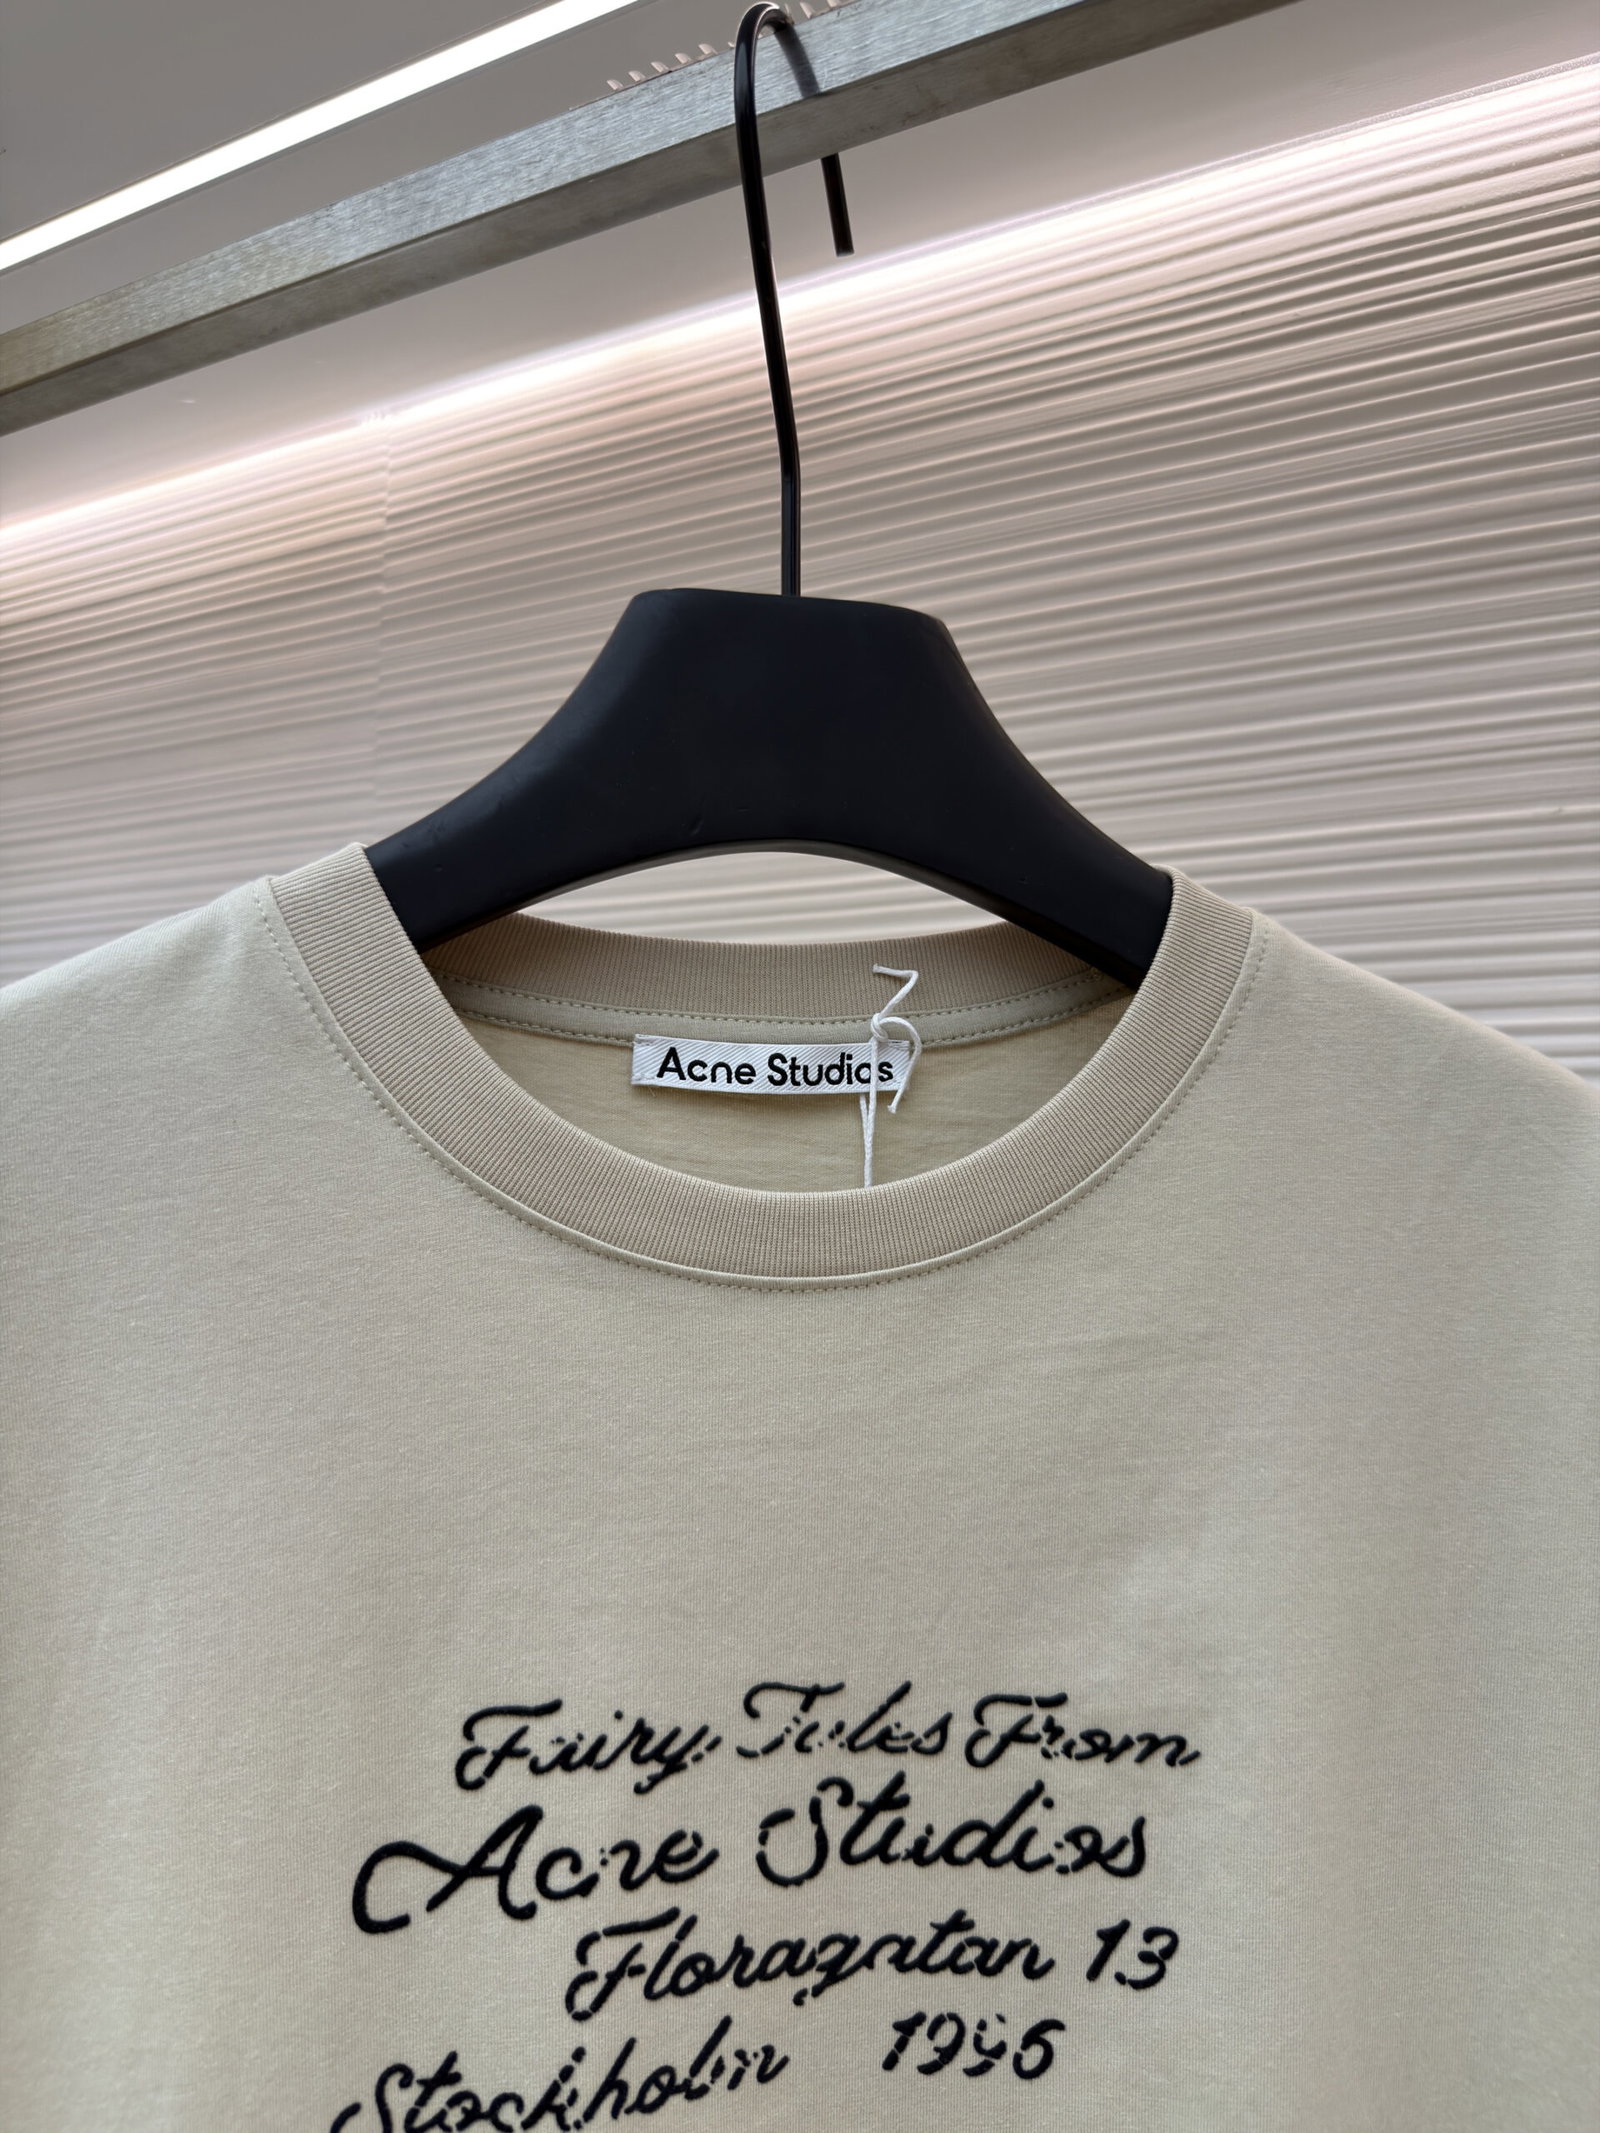 Acne Studios
Fairy Tales From
Acne Studios
Floragatan 13
Stockholm 1996